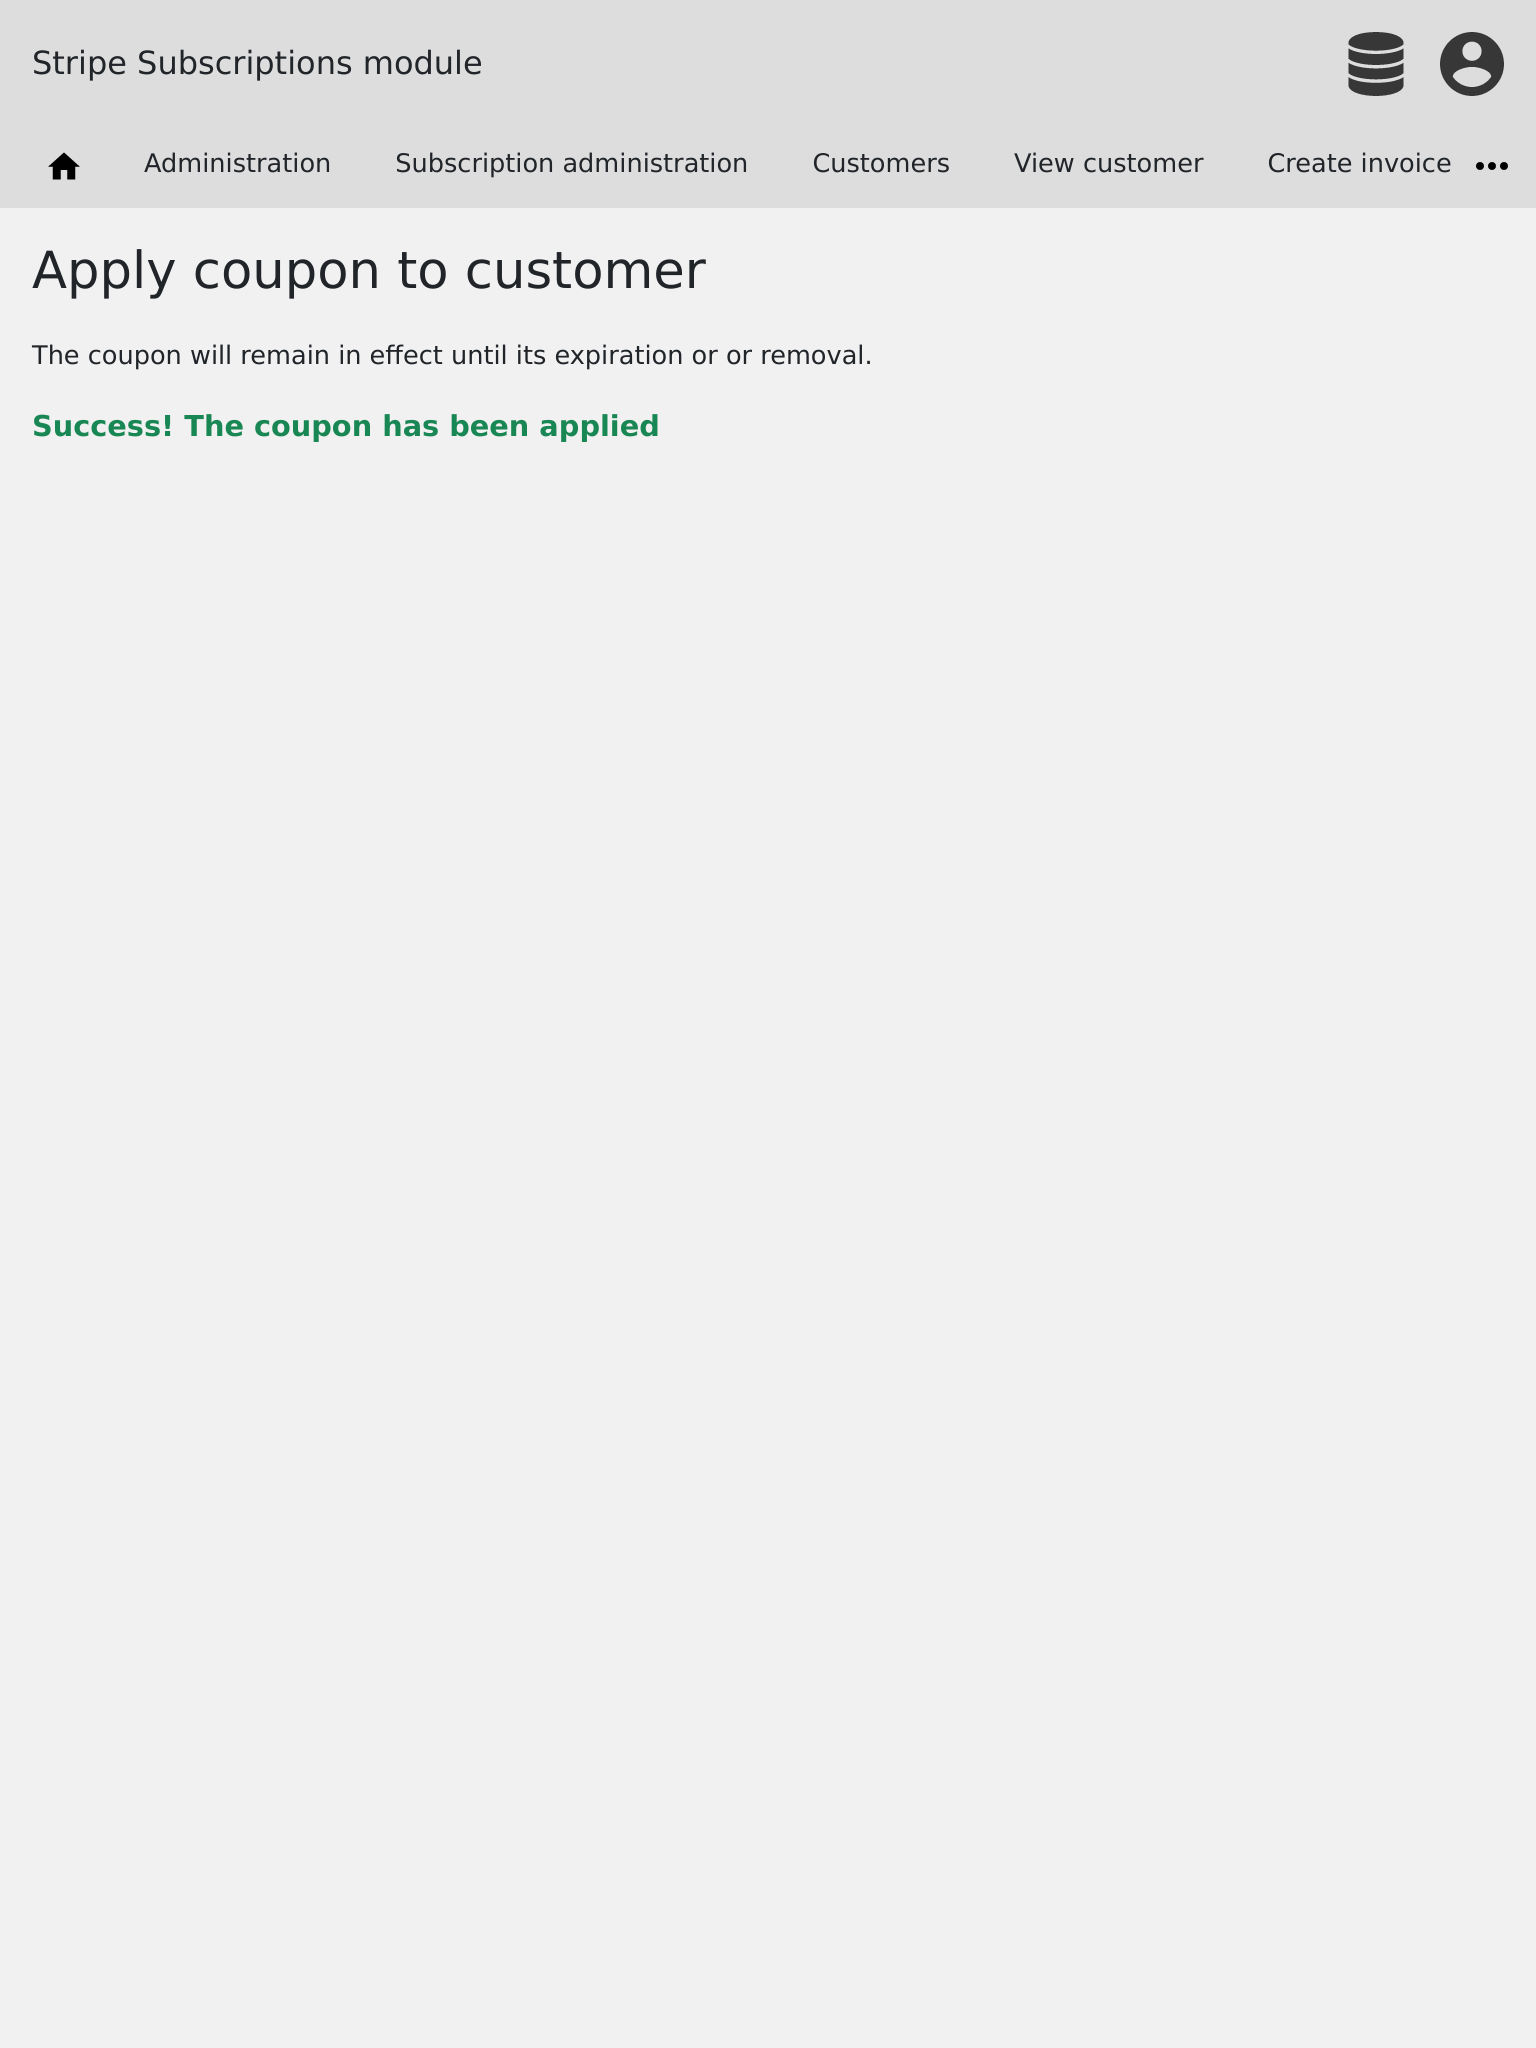 Stripe Subscriptions module
Administration Subscription administration Customers View customer Create invoice
Apply coupon to customer
The coupon will remain in effect until its expiration or or removal.
Success! The coupon has been applied